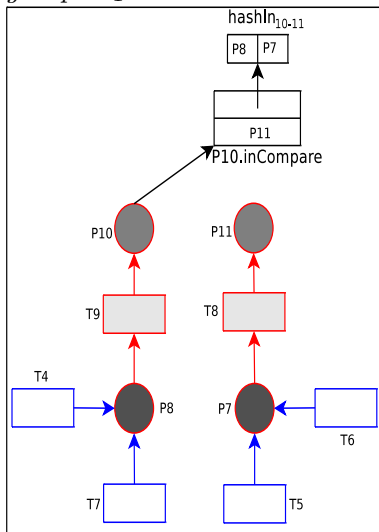 hashIn10-11
P8 P7
P11
P10.inCompare
P10 P11
T9 T8
T4
P8 P7
T6
T7 T5